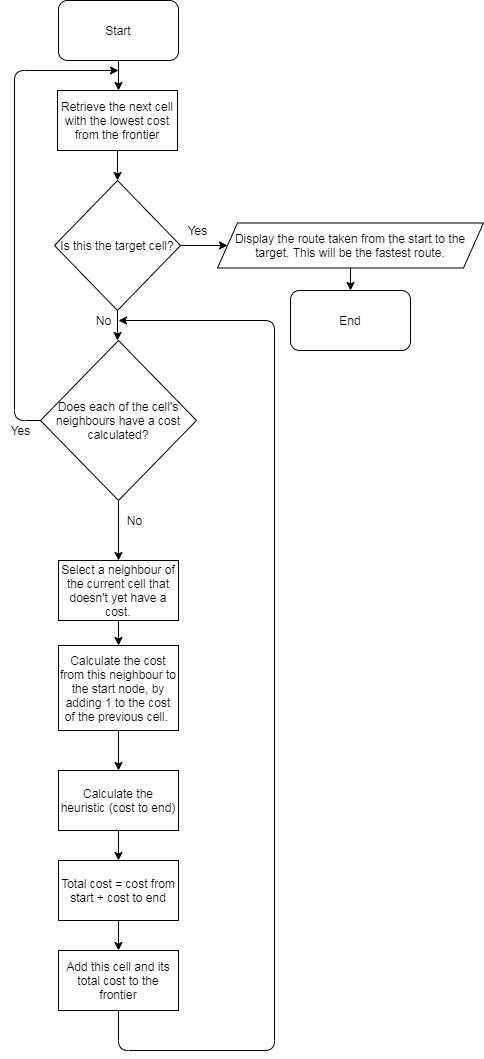 Start
Retrieve the next cell
with the lowest cost
from the frontier
Is this the target cell?
Yes
Display the route taken from the start to the
target. This will be the fastest route.
End
No
Does each of the cell's
neighbours have a cost
calculated?
Yes
No
Select a neighbour of
the current cell that
doesn't yet have a
cost.
Calculate the cost
from this neighbour to
the start node, by
adding 1 to the cost
of the previous cell.
Calculate the
heuristic (cost to end)
Total cost = cost from
start + cost to end
Add this cell and its
total cost to the
frontier